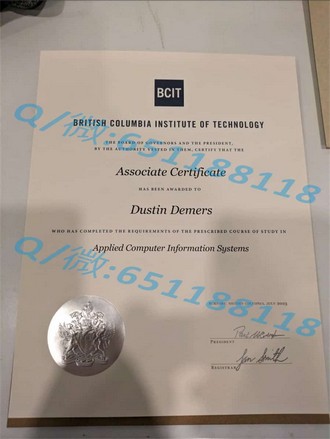 BCIT
BRITISH COLUMBIA INSTITUTE OF TECHNOLOGY
THE BOARD OF GOVERNORS AND THE PRESIDENT,
BY THE AUTHORITY VESTED IN THEM, CERTIFY THAT THE
Associate Certificate
HAS BEEN AWARDED TO
Q/微:651188118
Dustin Demers
WHO HAS COMPLETED THE REQUIREMENTS OF THE PRESCRIBED COURSE OF STUDY IN
Applied Computer Information Systems
Q/微:651188118
PRESIDENT
REGISTRAR